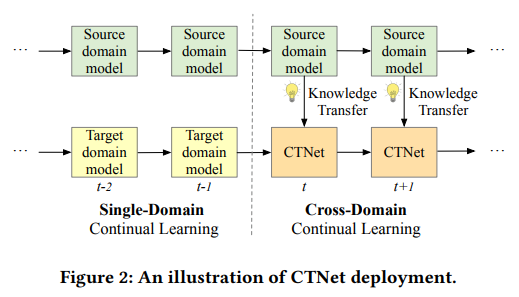 ... Source domain model Source domain model Source domain model Source domain model ...
Knowledge Transfer Knowledge Transfer
... Target domain model Target domain model CTNet CTNet ...
t-2 t-1 t t+1
Single-Domain Continual Learning
Cross-Domain Continual Learning
Figure 2: An illustration of CTNet deployment.